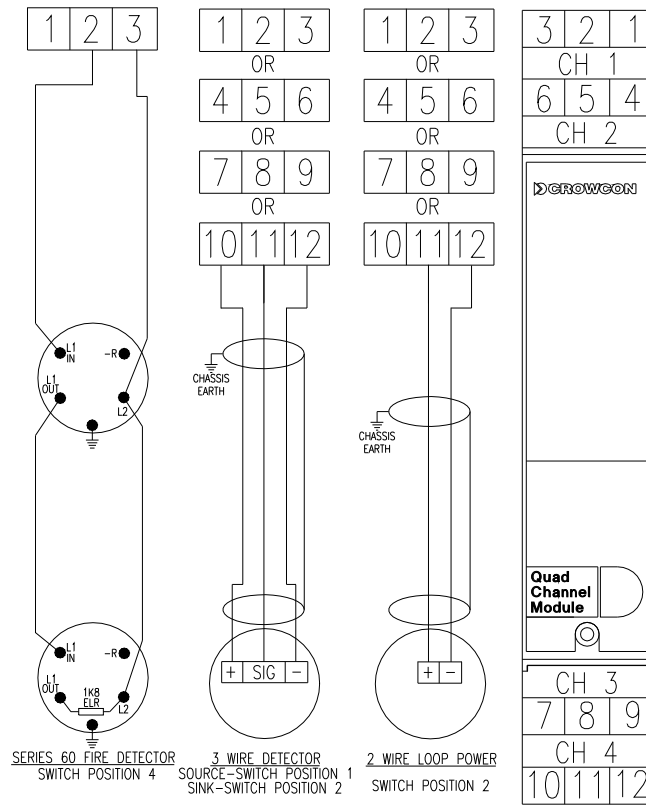 1 2 3
1 2 3
OR
4 5 6
OR
7 8 9
OR
10 11 12
1 2 3
OR
4 5 6
OR
7 8 9
OR
10 11 12
3 2 1
CH 1
6 5 4
CH 2
CROWCON
Quad
Channel
Module
CH 3
7 8 9
CH 4
10 11 12
L1
IN
-R
L1
OUT
L2
CHASSIS
EARTH
CHASSIS
EARTH
L1
IN
-R
L1
OUT
1K8
ELR
L2
+ SIG -
+ -
SERIES 60 FIRE DETECTOR
SWITCH POSITION 4
3 WIRE DETECTOR
SOURCE-SWITCH POSITION 1
SINK-SWITCH POSITION 2
2 WIRE LOOP POWER
SWITCH POSITION 2